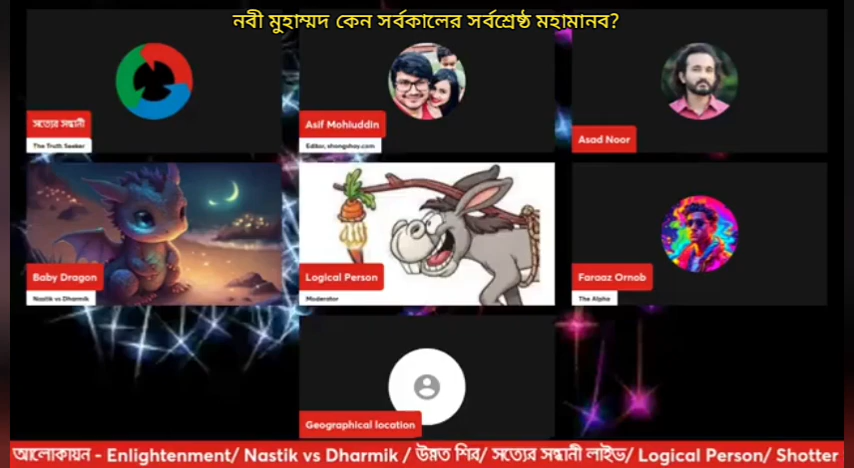 নবী মুহাম্মদ কেন সর্বকালের সর্বশ্রেষ্ঠ মহামানব?
সত্যের সন্ধানী
The Truth Seeker
Asif Mohiuddin
Editor, shongshoy.com
Asad Noor
Baby Dragon
Nastik vs Dharmik
Logical Person
Moderator
Faraaz Ornob
The Alpha
Geographical location
আলোকায়ন - Enlightenment/ Nastik vs Dharmik / উন্নত শির/ সত্যের সন্ধানী লাইভ/ Logical Person/ Shotter